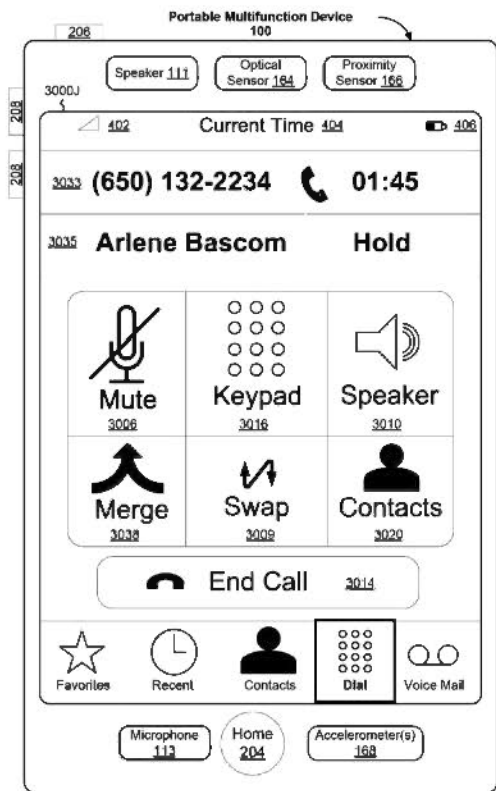 Portable Multifunction Device
100
206
Speaker 111
Optical
Sensor 164
Proximity
Sensor 166
208
208
3000J
402
Current Time 404
406
3033 (650) 132-2234 01:45
3035 Arlene Bascom Hold
Mute
3006
Keypad
3016
Speaker
3010
Merge
3038
Swap
3009
Contacts
3020
End Call 3014
Favorites
Recent
Contacts
Dial
Voice Mail
Microphone
113
Home
204
Accelerometer(s)
168